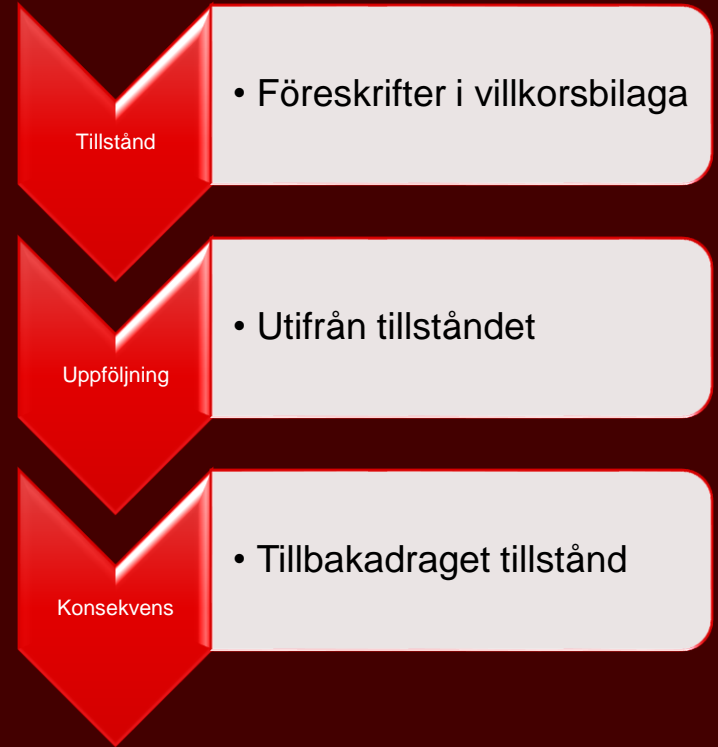 Tillstånd
• Föreskrifter i villkorsbilaga
Uppföljning
• Utifrån tillståndet
Konsekvens
• Tillbakadraget tillstånd